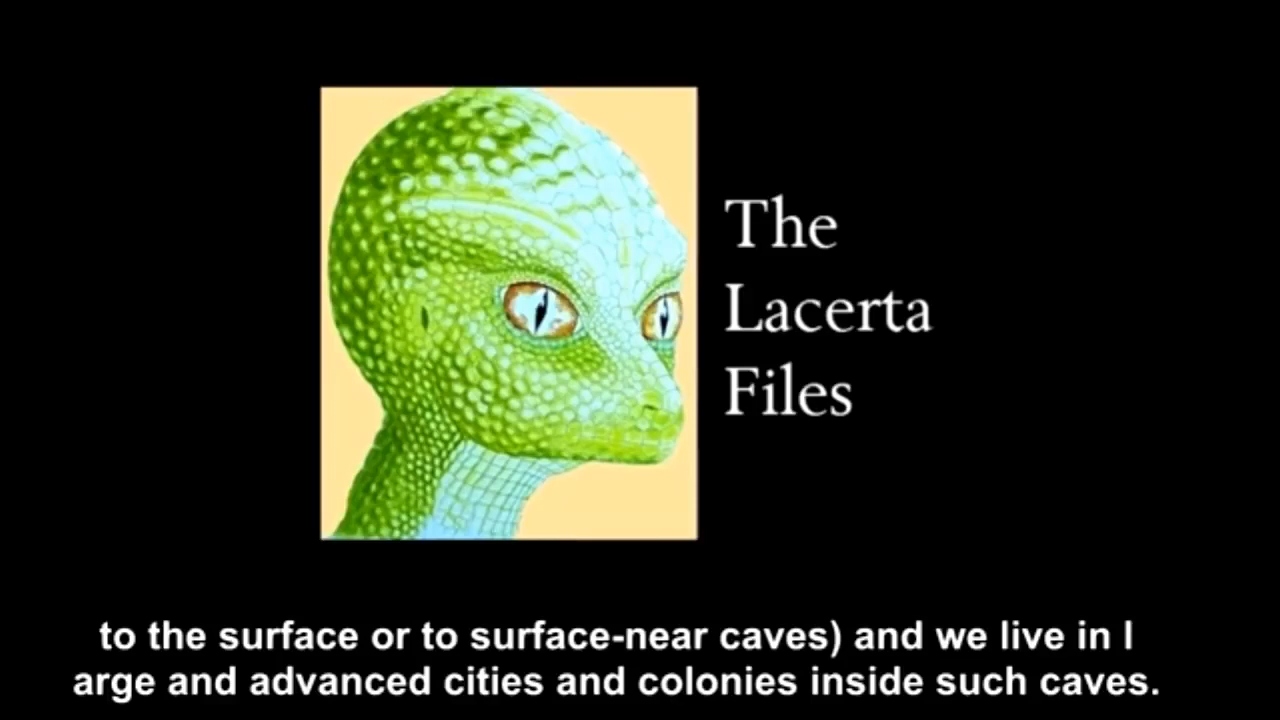 The
Lacerta
Files
to the surface or to surface-near caves) and we live in l
arge and advanced cities and colonies inside such caves.